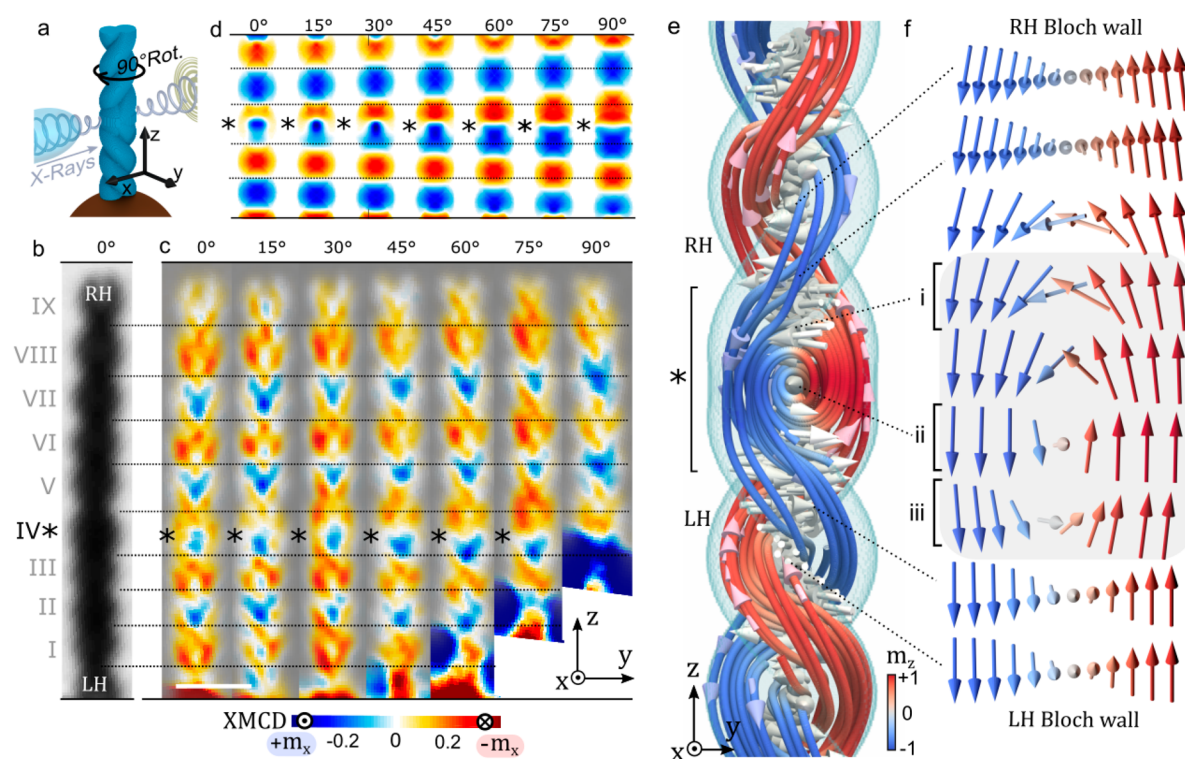 a
90°Rot.
X-Rays
z
x
y
d
0° 15° 30° 45° 60° 75° 90°
* * * * * * *
b
0°
RH
LH
IX
VIII
VII
VI
V
IV*
III
II
I
c
0° 15° 30° 45° 60° 75° 90°
* * * * * *
z
y
x
XMCD
+mx -0.2 0 0.2 -mx
e
RH
*
LH
z
y
x
mz
+1
0
-1
f
RH Bloch wall
i
ii
iii
LH Bloch wall